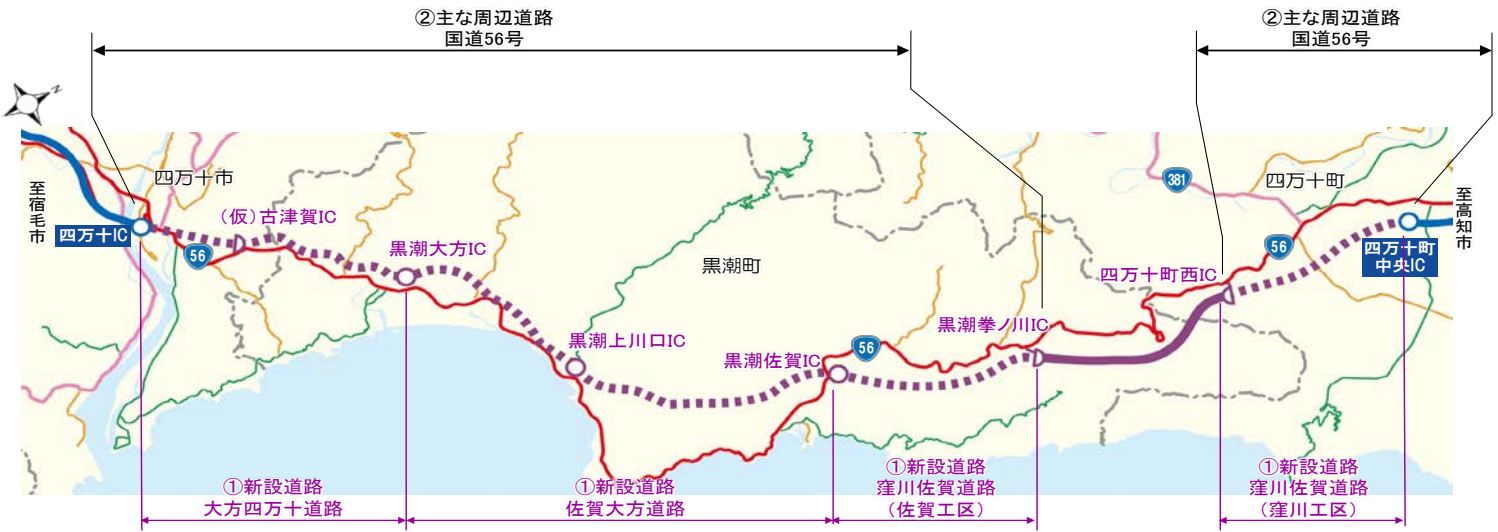 ②主な周辺道路
国道56号
②主な周辺道路
国道56号
N
至宿毛市
四万十市
四万十IC
(仮)古津賀IC
56
黒潮大方IC
黒潮上川口IC
黒潮町
黒潮佐賀IC
56
黒潮拳ノ川IC
四万十町西IC
381
四万十町
56
四万十町
中央IC
至高知市
①新設道路
大方四万十道路
①新設道路
佐賀大方道路
①新設道路
窪川佐賀道路
(佐賀工区)
①新設道路
窪川佐賀道路
(窪川工区)